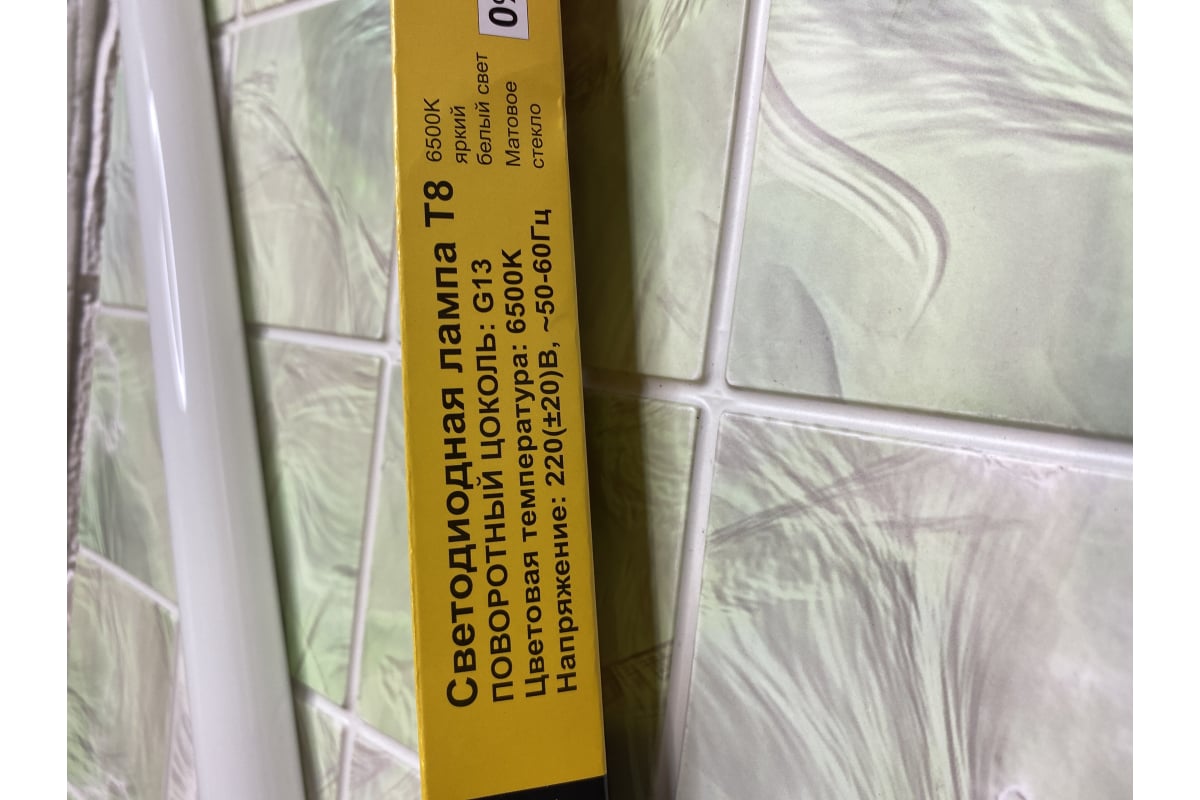 Светодиодная лампа Т8
ПОВОРОТНЫЙ ЦОКОЛЬ: G13
Цветовая температура: 6500K
Напряжение: 220(±20)В, ~50-60Гц
6500K
яркий
белый свет
Матовое
стекло